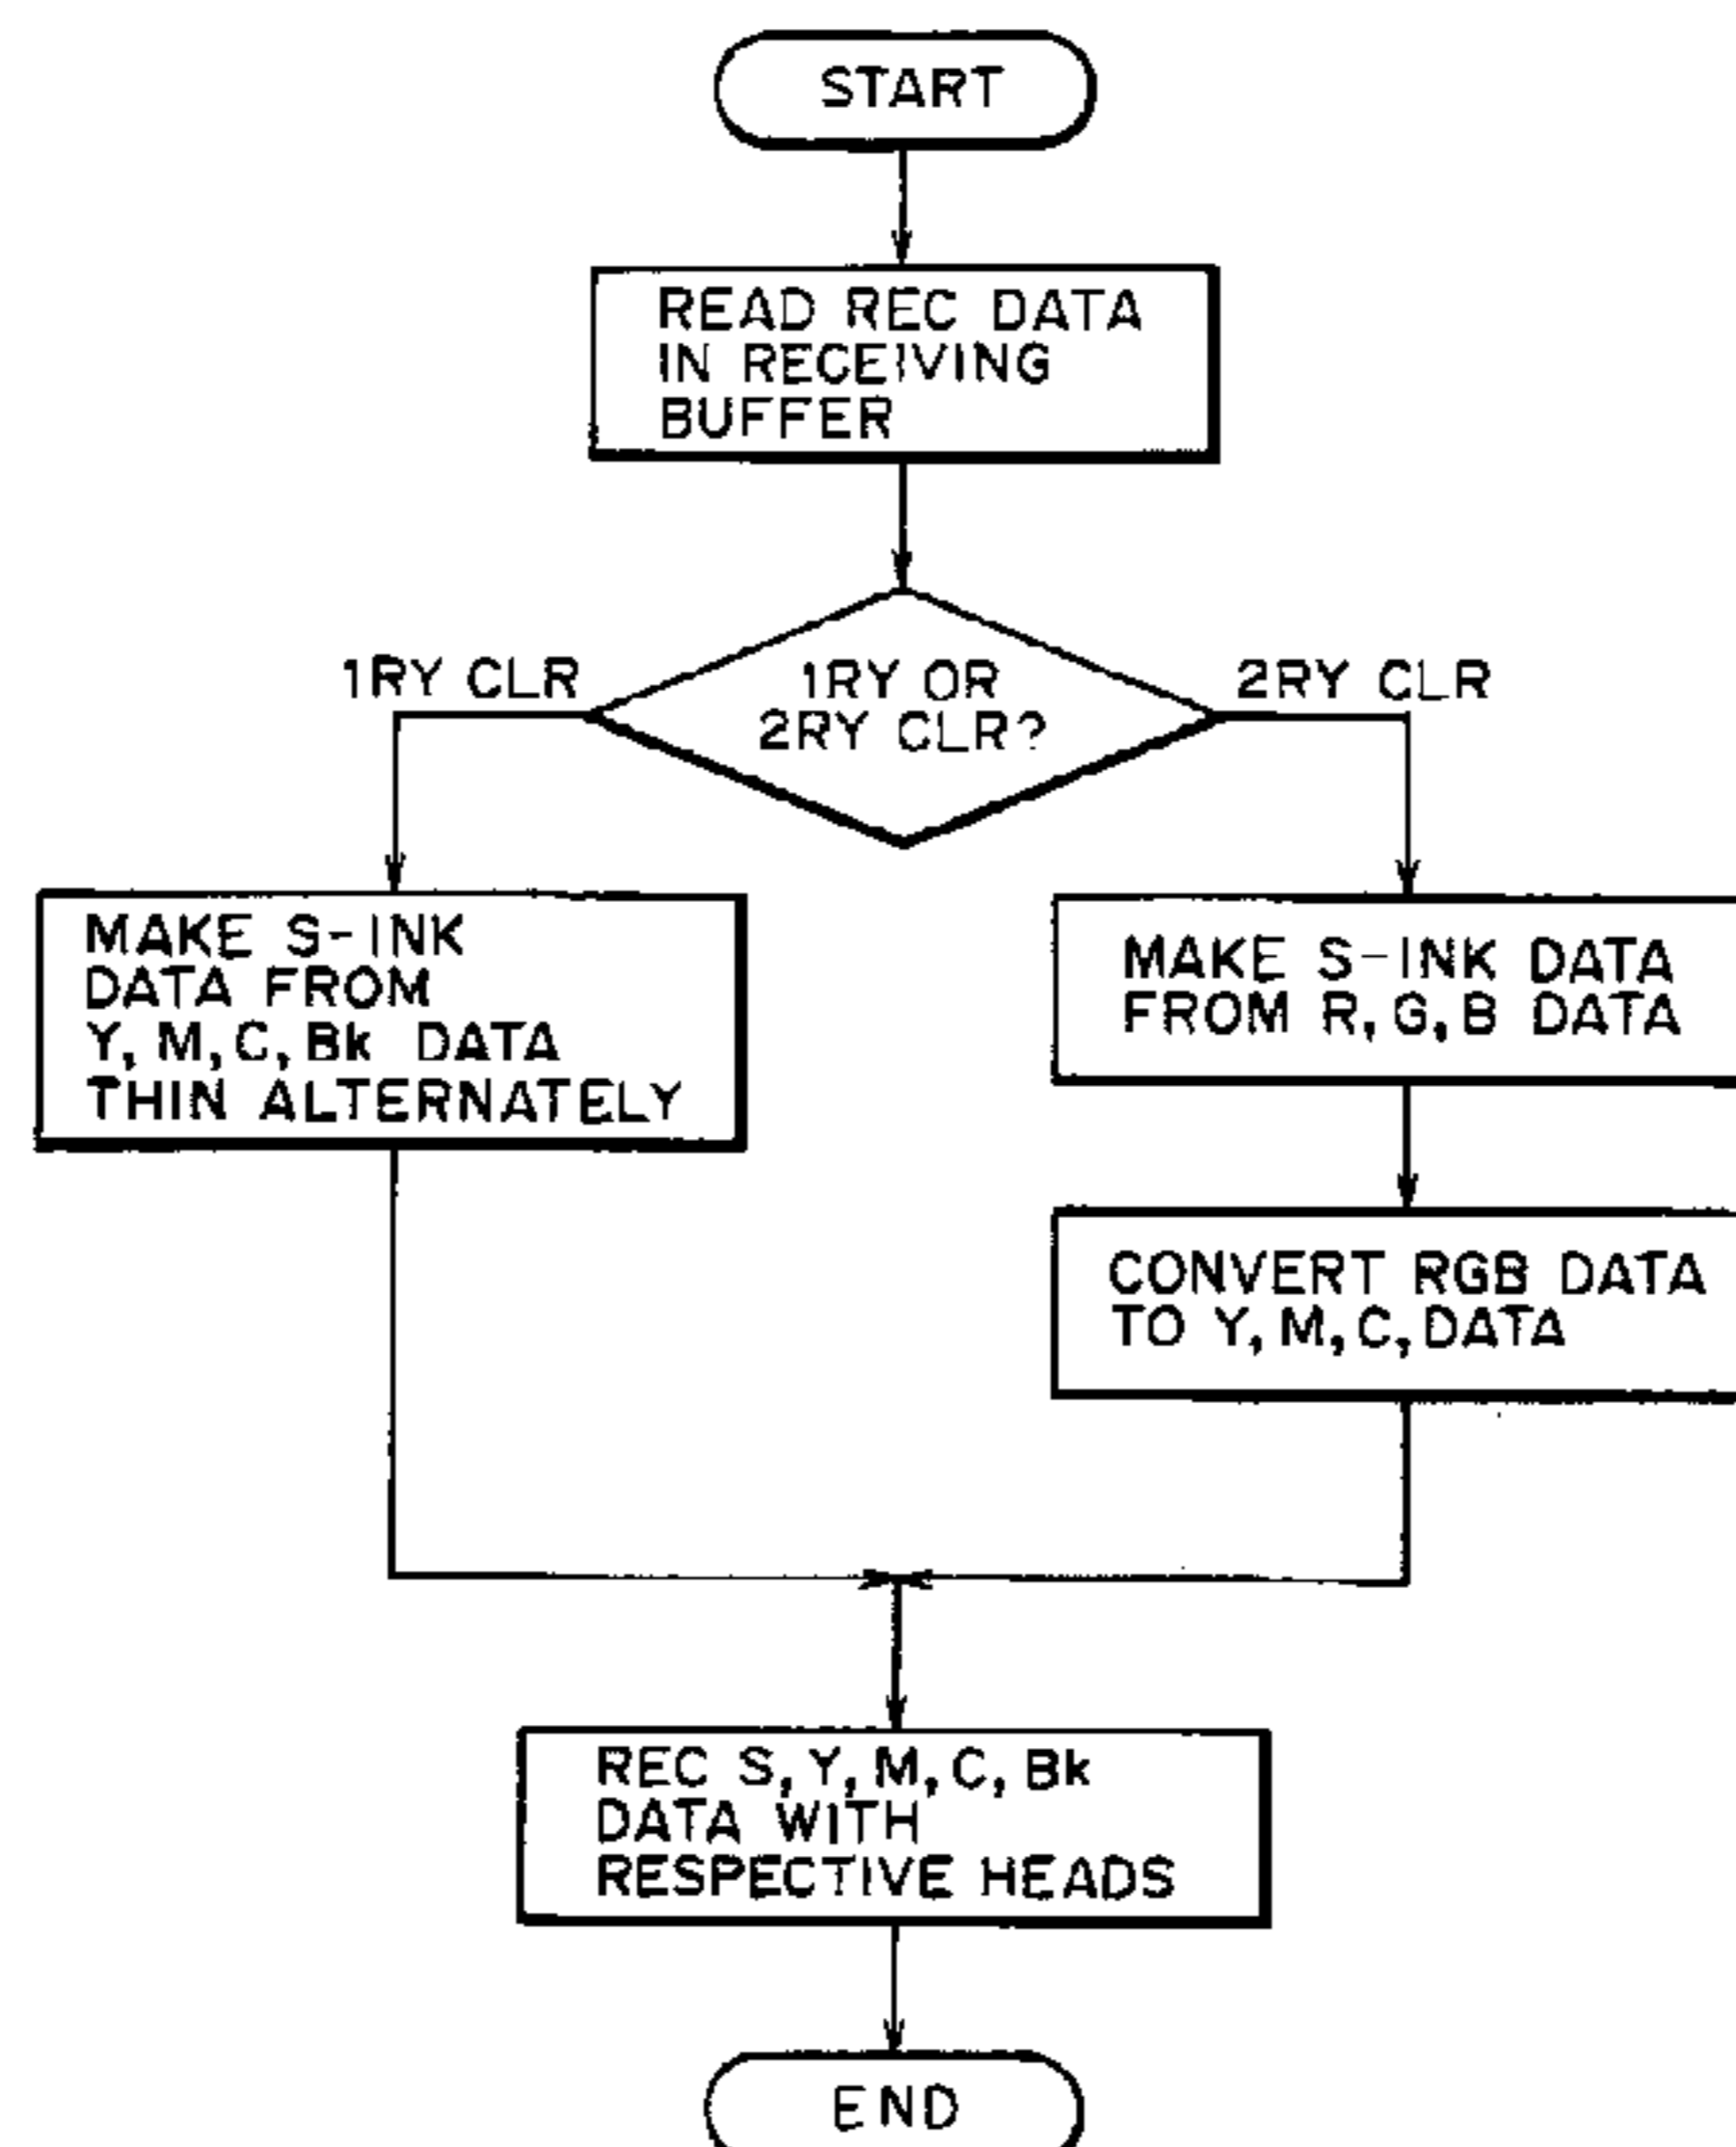 START
READ REC DATA
IN RECEIVING
BUFFER
1RY CLR
1RY OR
2RY CLR?
2RY CLR
MAKE S-INK
DATA FROM
Y, M, C, Bk DATA
THIN ALTERNATELY
MAKE S-INK DATA
FROM R, G, B DATA
CONVERT RGB DATA
TO Y, M, C, DATA
REC S, Y, M, C, Bk
DATA WITH
RESPECTIVE HEADS
END